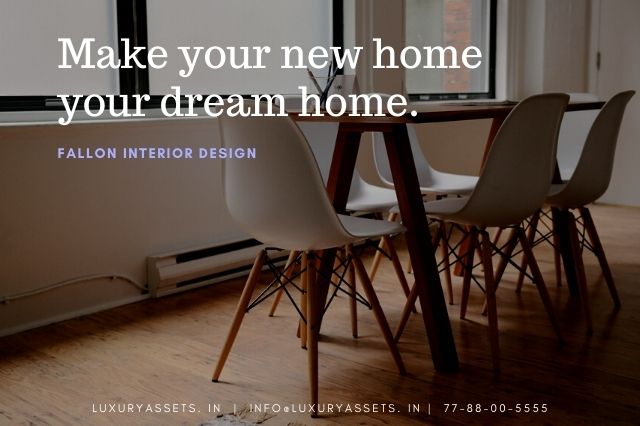 Make your new home
your dream home.
FALLON INTERIOR DESIGN
LUXURYASSETS. IN | INFO@LUXURYASSETS. IN | 77-88-00-5555